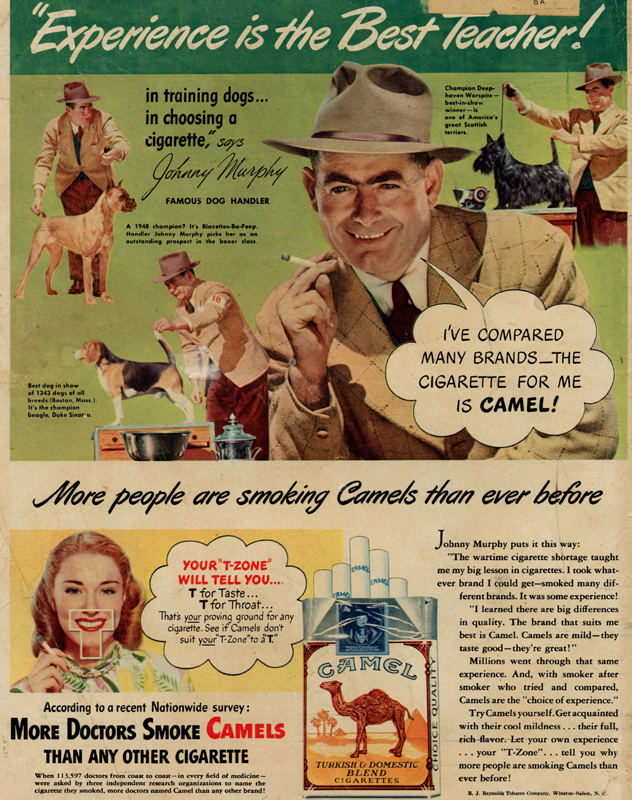 6A
"Experience is the Best Teacher!
in training dogs...
in choosing a
cigarette," says
Johnny Murphy
FAMOUS DOG HANDLER
A 1948 champion? It's Blazettes-Bo-Peep.
Handler Johnny Murphy picks her as an
outstanding prospect in the boxer class.
Champion Deep-
haven Warspite—
best-in-show
winner—is
one of America's
great Scottish
terriers.
18
Best dog in show
of 1343 dogs of all
breeds (Boston, Mass.).
It's the champion
beagle, Duke Sinatra.
I'VE COMPARED
MANY BRANDS—THE
CIGARETTE FOR ME
IS CAMEL!
More people are smoking Camels than ever before
YOUR "T-ZONE"
WILL TELL YOU...
T for Taste...
T for Throat...
That's your proving ground for any
cigarette. See if Camels don't
suit your "T-Zone" to a "T."
T
According to a recent Nationwide survey:
MORE DOCTORS SMOKE CAMELS
THAN ANY OTHER CIGARETTE
When 113,597 doctors from coast to coast—in every field of medicine—
were asked by three independent research organizations to name the
cigarette they smoked, more doctors named Camel than any other brand!
CAMEL
CAMEL
CAMEL
CAMEL
CHOICE QUALITY
TURKISH & DOMESTIC
BLEND
CIGARETTES
Johnny Murphy puts it this way:
"The wartime cigarette shortage taught
me my big lesson in cigarettes. I took what-
ever brand I could get—smoked many dif-
ferent brands. It was some experience!
"I learned there are big differences
in quality. The brand that suits me
best is Camel. Camels are mild—they
taste good—they're great!"
Millions went through that same
experience. And, with smoker after
smoker who tried and compared,
Camels are the "choice of experience."
Try Camels yourself. Get acquainted
with their cool mildness... their full,
rich flavor. Let your own experience
... your "T-Zone"... tell you why
more people are smoking Camels than
ever before!
R. J. Reynolds Tobacco Company, Winston-Salem, N. C.